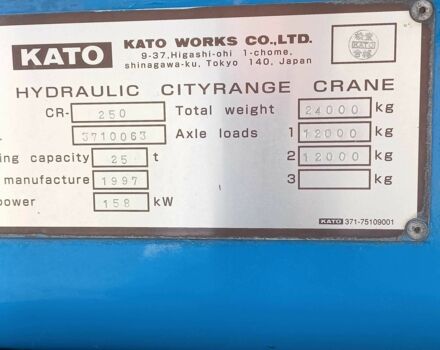 KATO
KATO WORKS CO.,LTD.
9-37,Higashi-ohi 1-chome,
shinagawa-ku, Tokyo 140, Japan
KATO
HYDRAULIC CITYRANGE CRANE
CR- 250 Total weight 24000 kg
3710063 Axle loads 1 12000 kg
ing capacity 25 t 2 12000 kg
manufacture 1997 3 kg
power 158 kW
KATO 371-75109001